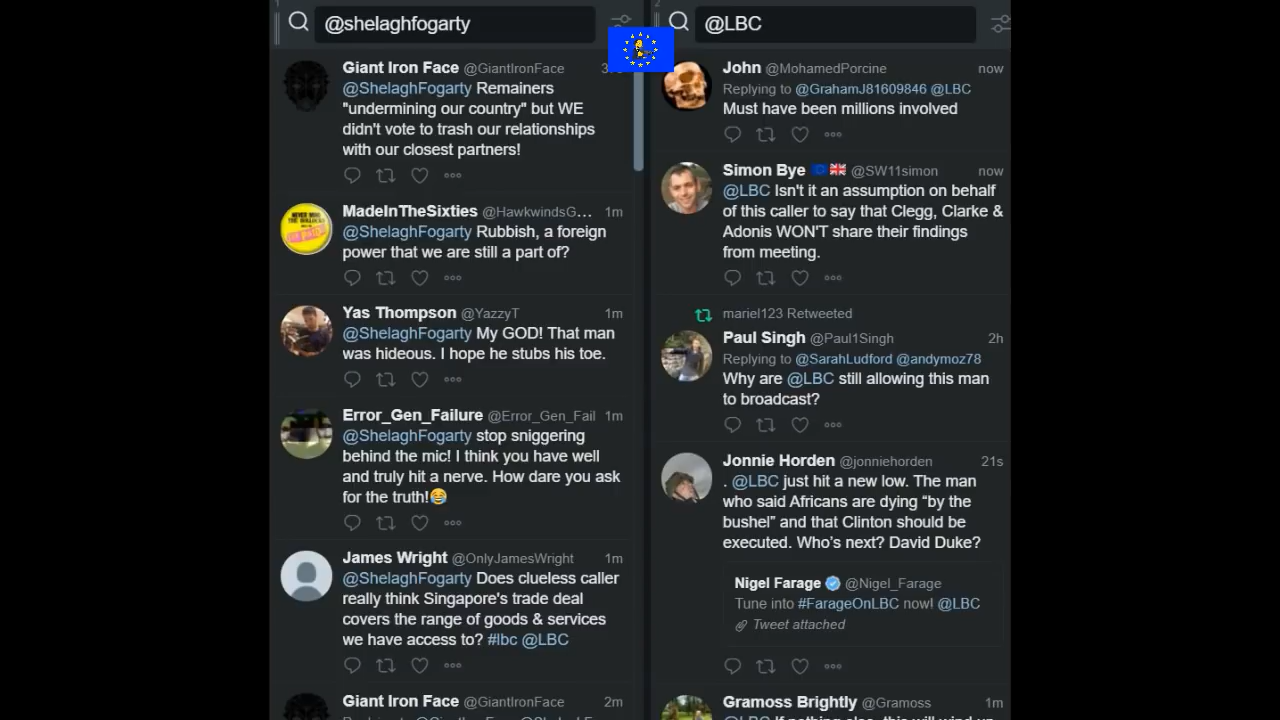 @shelaghfogarty
Giant Iron Face @GiantIronFace
@ShelaghFogarty Remainers
"undermining our country" but WE
didn't vote to trash our relationships
with our closest partners!
MadeInTheSixties @HawkwindsG... 1m
@ShelaghFogarty Rubbish, a foreign
power that we are still a part of?
Yas Thompson @YazzyT 1m
@ShelaghFogarty My GOD! That man
was hideous. I hope he stubs his toe.
Error_Gen_Failure @Error_Gen_Fail 1m
@ShelaghFogarty stop sniggering
behind the mic! I think you have well
and truly hit a nerve. How dare you ask
for the truth!😂
James Wright @OnlyJamesWright 1m
@ShelaghFogarty Does clueless caller
really think Singapore's trade deal
covers the range of goods & services
we have access to? #lbc @LBC
Giant Iron Face @GiantIronFace 2m
@LBC
John @MohamedPorcine now
Replying to @GrahamJ81609846 @LBC
Must have been millions involved
Simon Bye 🇪🇺🇬🇧 @SW11simon now
@LBC Isn't it an assumption on behalf
of this caller to say that Clegg, Clarke &
Adonis WON'T share their findings
from meeting.
mariel123 Retweeted
Paul Singh @Paul1Singh 2h
Replying to @SarahLudford @andymoz78
Why are @LBC still allowing this man
to broadcast?
Jonnie Horden @jonniehorden 21s
. @LBC just hit a new low. The man
who said Africans are dying “by the
bushel” and that Clinton should be
executed. Who’s next? David Duke?
Nigel Farage @Nigel_Farage
Tune into #FarageOnLBC now! @LBC
Tweet attached
Gramoss Brightly @Gramoss 1m
@LBC If nothing else, this will wind up